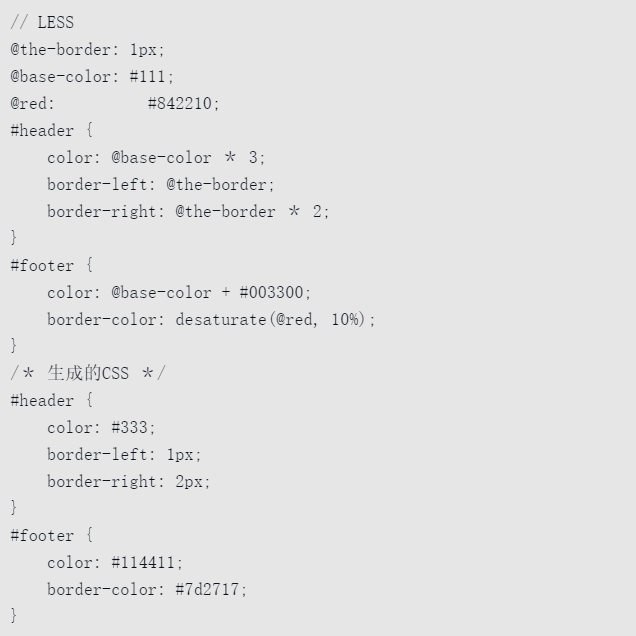 // LESS
@the-border: 1px;
@base-color: #111;
@red:          #842210;
#header {
    color: @base-color * 3;
    border-left: @the-border;
    border-right: @the-border * 2;
}
#footer {
    color: @base-color + #003300;
    border-color: desaturate(@red, 10%);
}
/* 生成的CSS */
#header {
    color: #333;
    border-left: 1px;
    border-right: 2px;
}
#footer {
    color: #114411;
    border-color: #7d2717;
}